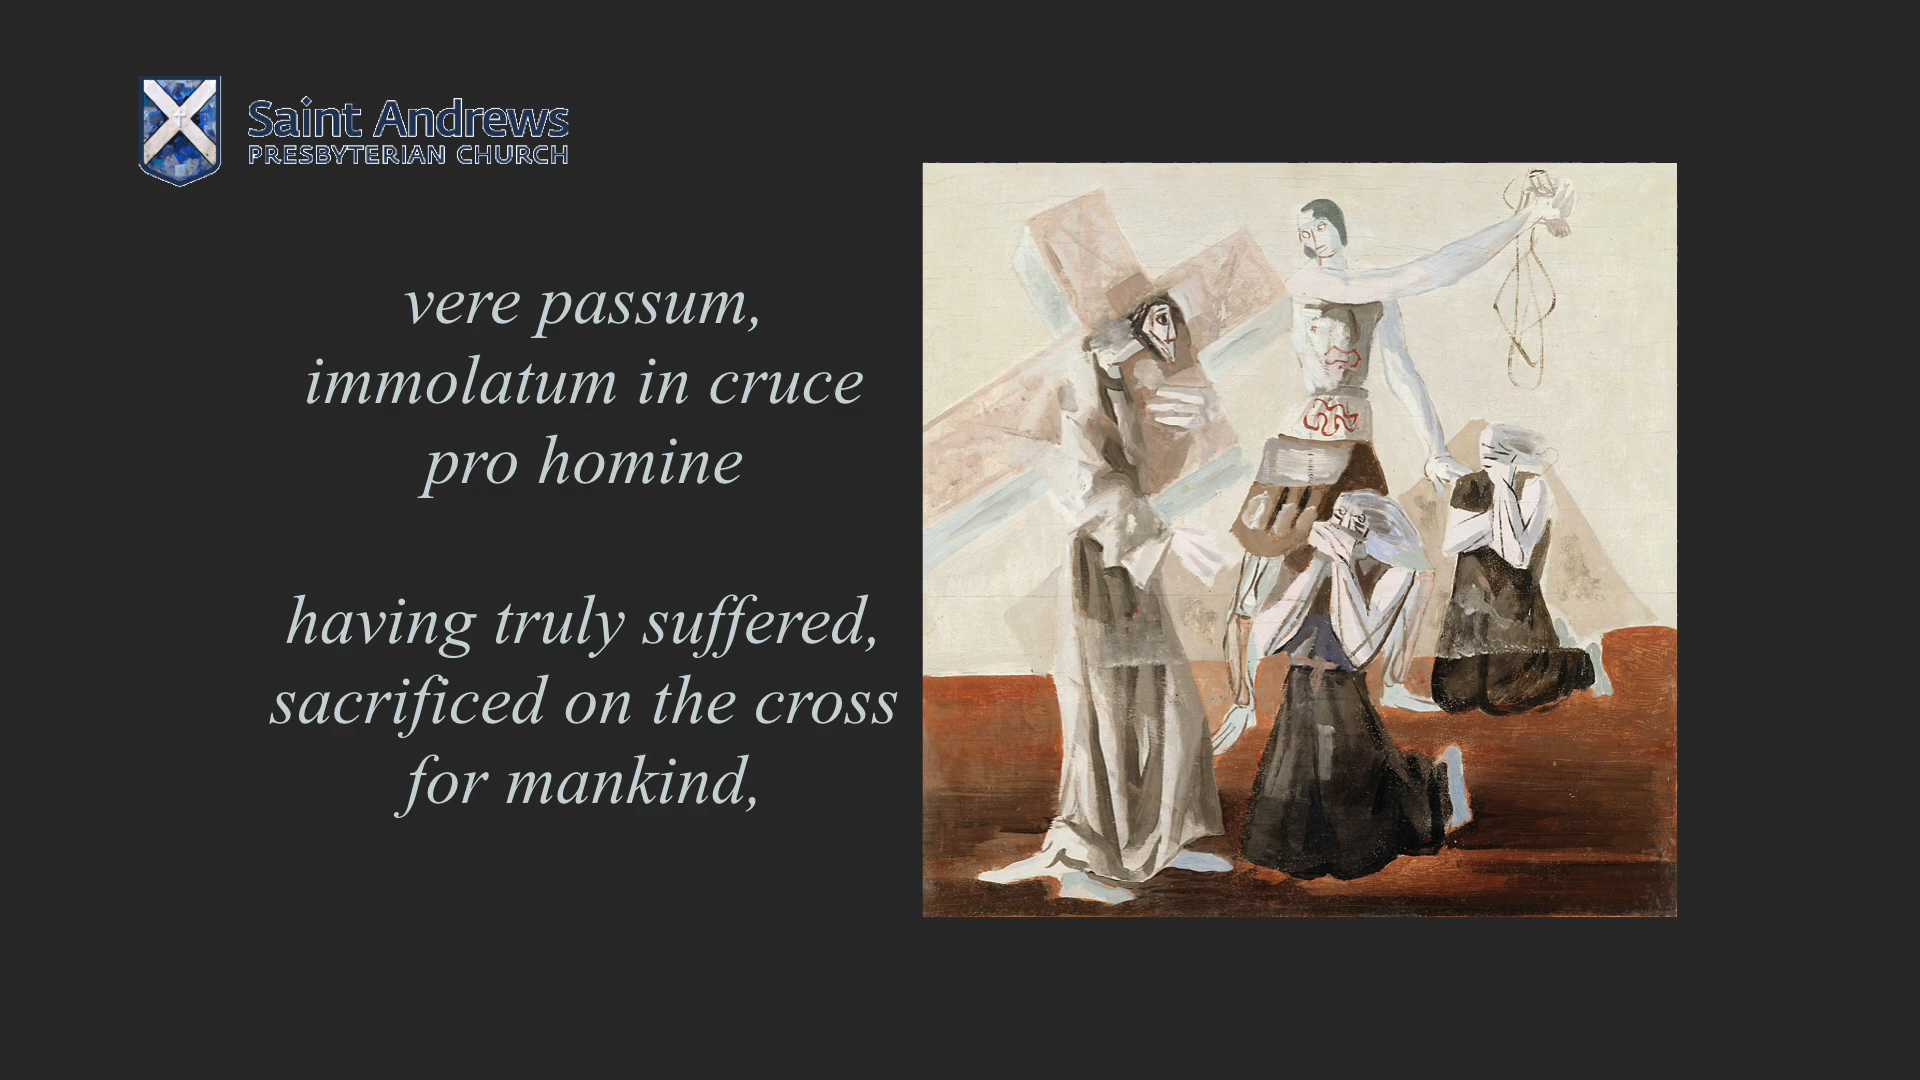 Saint Andrews
PRESBYTERIAN CHURCH
vere passum,
immolatum in cruce
pro homine
having truly suffered,
sacrificed on the cross
for mankind,